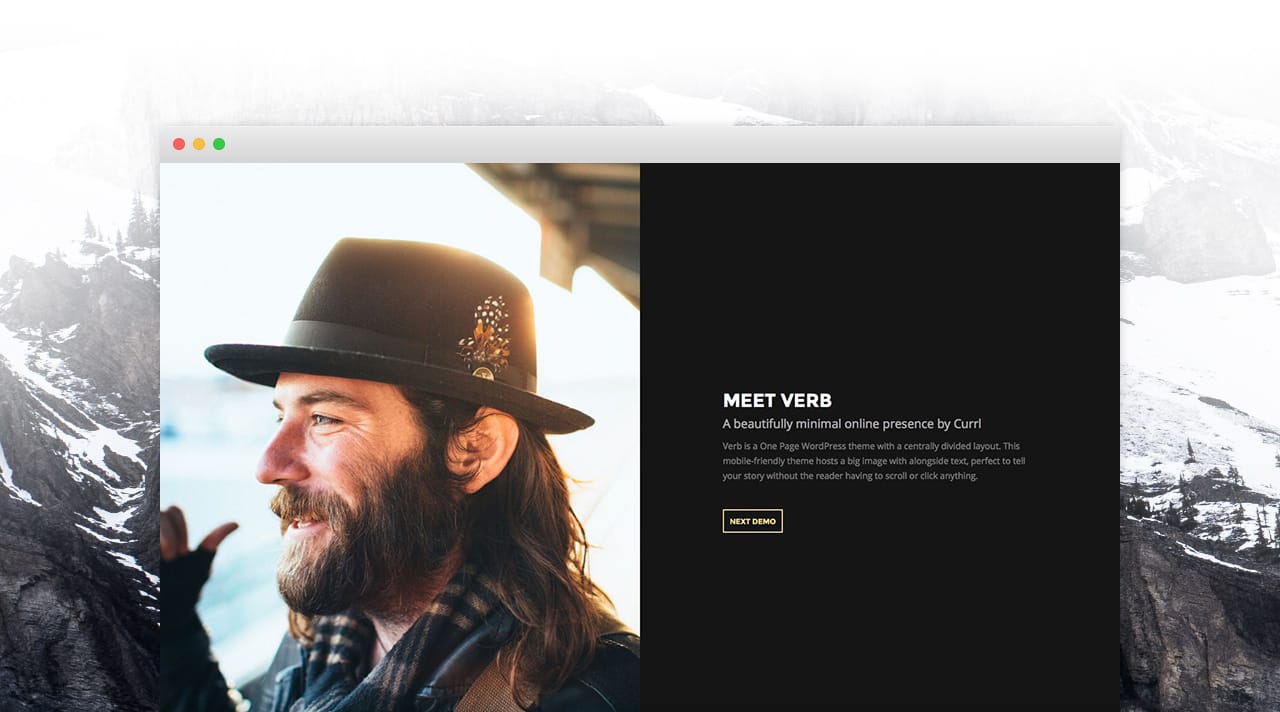 MEET VERB
A beautifully minimal online presence by Currl
Verb is a One Page WordPress theme with a centrally divided layout. This
mobile-friendly theme hosts a big image with alongside text, perfect to tell
your story without the reader having to scroll or click anything.
NEXT DEMO